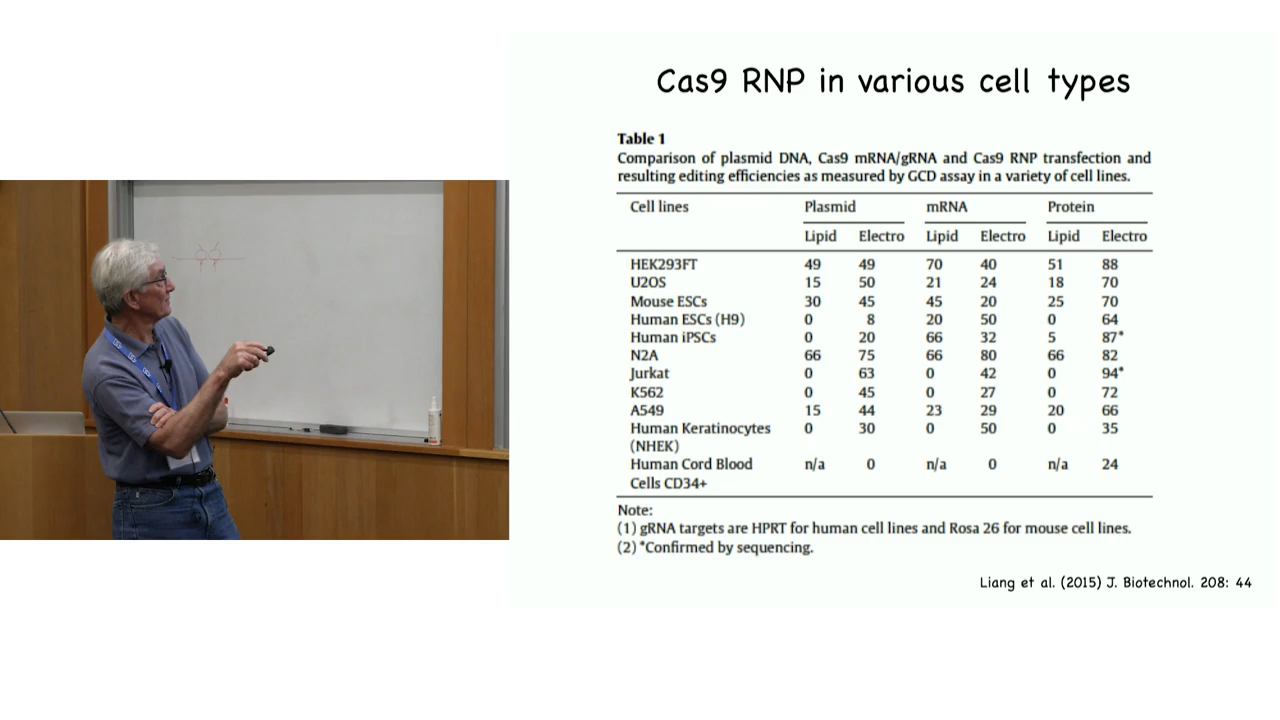 Cas9 RNP in various cell types
Table 1
Comparison of plasmid DNA, Cas9 mRNA/gRNA and Cas9 RNP transfection and
resulting editing efficiencies as measured by GCD assay in a variety of cell lines.
Cell lines Plasmid mRNA Protein
Lipid Electro Lipid Electro Lipid Electro
HEK293FT 49 49 70 40 51 88
U2OS 15 50 21 24 18 70
Mouse ESCs 30 45 45 20 25 70
Human ESCs (H9) 0 8 20 50 0 64
Human iPSCs 0 20 66 32 5 87*
N2A 66 75 66 80 66 82
Jurkat 0 63 0 42 0 94*
K562 0 45 0 27 0 72
A549 15 44 23 29 20 66
Human Keratinocytes 0 30 0 50 0 35
(NHEK)
Human Cord Blood n/a 0 n/a 0 n/a 24
Cells CD34+
Note:
(1) gRNA targets are HPRT for human cell lines and Rosa 26 for mouse cell lines.
(2) *Confirmed by sequencing.
Liang et al. (2015) J. Biotechnol. 208: 44